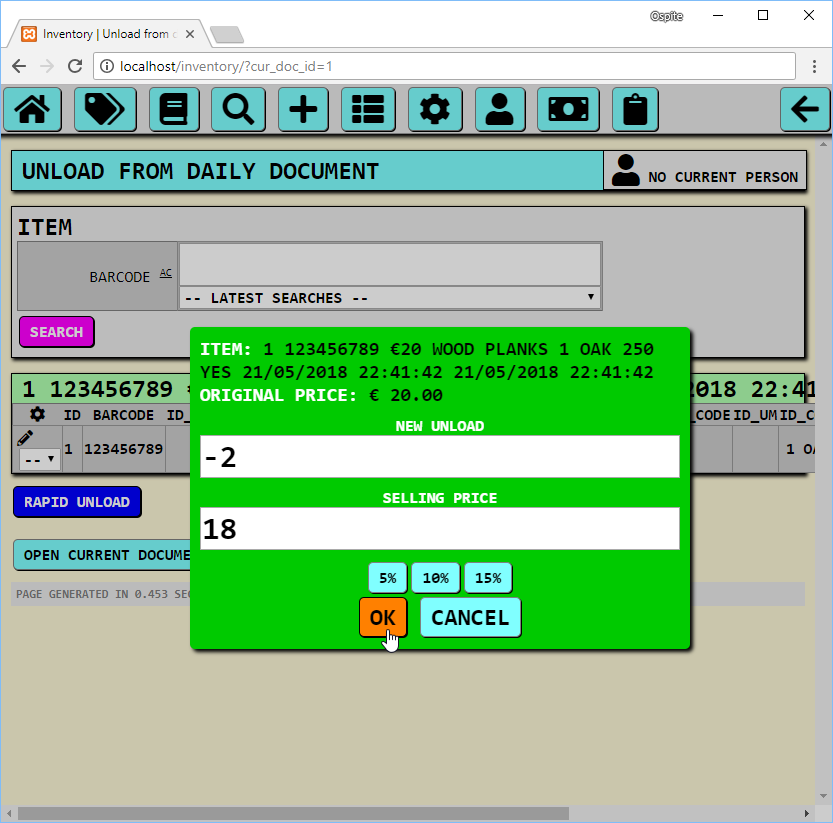 Ospite
Inventory | Unload from
localhost/inventory/?cur_doc_id=1
UNLOAD FROM DAILY DOCUMENT
NO CURRENT PERSON
ITEM
BARCODE AC
-- LATEST SEARCHES --
SEARCH
ITEM: 1 123456789 €20 WOOD PLANKS 1 OAK 250
YES 21/05/2018 22:41:42 21/05/2018 22:41:42
ORIGINAL PRICE: € 20.00
NEW UNLOAD
-2
SELLING PRICE
18
5% 10% 15%
OK CANCEL
1 123456789
2018 22:41
ID BARCODE ID_
_CODE ID_UM ID_C
--
1 123456789
1 OA
RAPID UNLOAD
OPEN CURRENT DOCUME
PAGE GENERATED IN 0.453 SEC